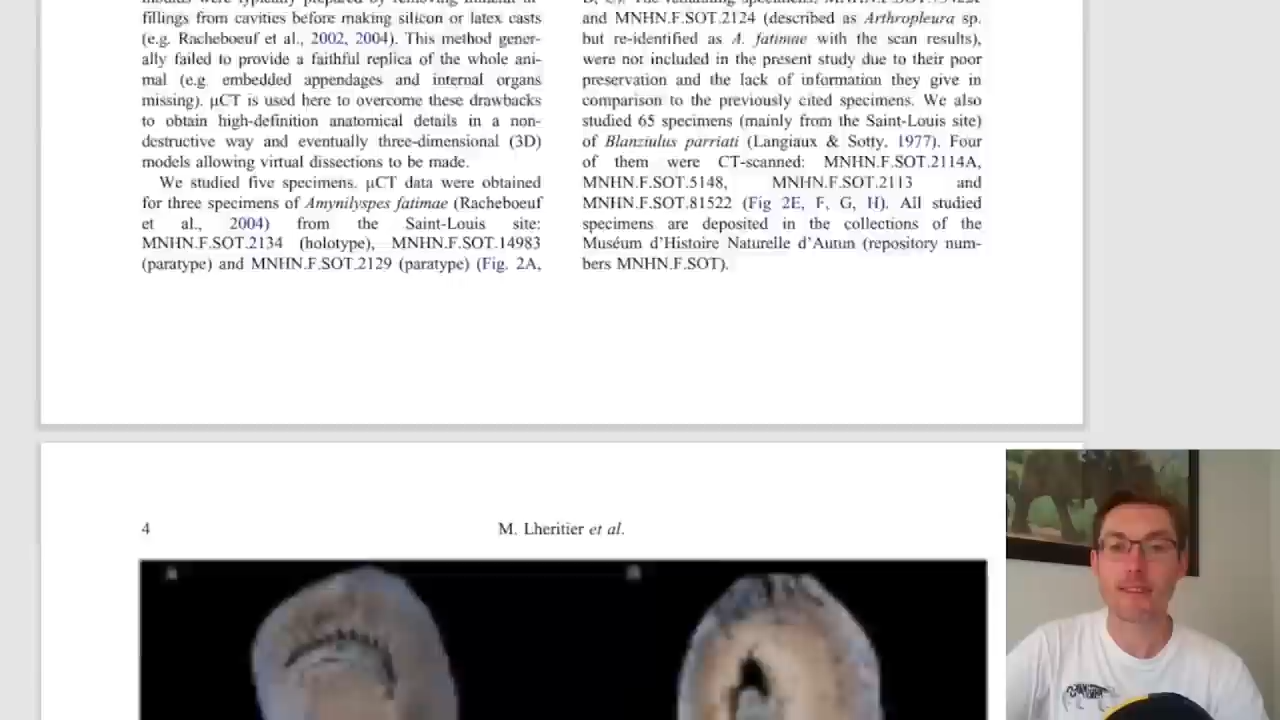 fillings from cavities before making silicon or latex casts
(e.g. Racheboeuf et al., 2002, 2004). This method gener-
ally failed to provide a faithful replica of the whole ani-
mal (e.g. embedded appendages and internal organs
missing). μCT is used here to overcome these drawbacks
to obtain high-definition anatomical details in a non-
destructive way and eventually three-dimensional (3D)
models allowing virtual dissections to be made.
We studied five specimens. μCT data were obtained
for three specimens of Amynilyspes fatimae (Racheboeuf
et al., 2004) from the Saint-Louis site:
MNHN.F.SOT.2134 (holotype), MNHN.F.SOT.14983
(paratype) and MNHN.F.SOT.2129 (paratype) (Fig. 2A,
and MNHN.F.SOT.2124 (described as Arthropleura sp.
but re-identified as A. fatimae with the scan results),
were not included in the present study due to their poor
preservation and the lack of information they give in
comparison to the previously cited specimens. We also
studied 65 specimens (mainly from the Saint-Louis site)
of Blanziulus parriati (Langiaux & Sotty, 1977). Four
of them were CT-scanned: MNHN.F.SOT.2114A,
MNHN.F.SOT.5148, MNHN.F.SOT.2113 and
MNHN.F.SOT.81522 (Fig 2E, F, G, H). All studied
specimens are deposited in the collections of the
Muséum d'Histoire Naturelle d'Autun (repository num-
bers MNHN.F.SOT).
4
M. Lheritier et al.